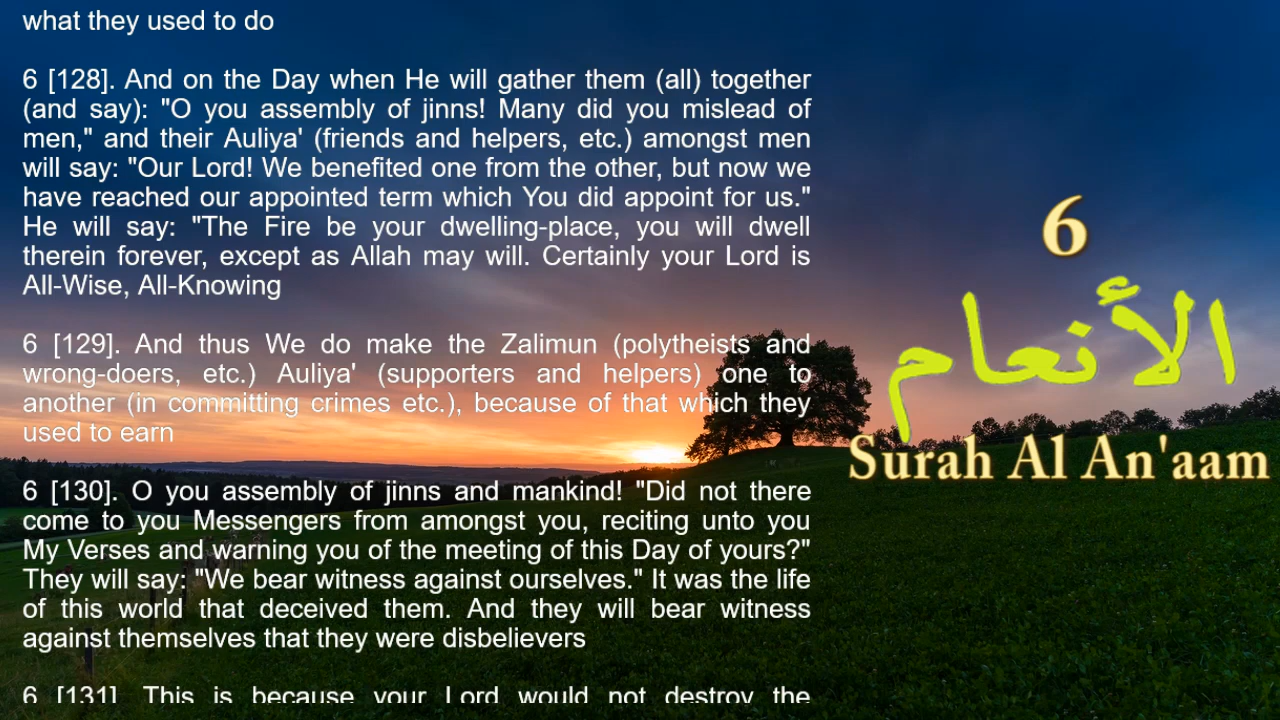 what they used to do
6 [128]. And on the Day when He will gather them (all) together
(and say): "O you assembly of jinns! Many did you mislead of
men," and their Auliya' (friends and helpers, etc.) amongst men
will say: "Our Lord! We benefited one from the other, but now we
have reached our appointed term which You did appoint for us."
He will say: "The Fire be your dwelling-place, you will dwell
therein forever, except as Allah may will. Certainly your Lord is
All-Wise, All-Knowing
6 [129]. And thus We do make the Zalimun (polytheists and
wrong-doers, etc.) Auliya' (supporters and helpers) one to
another (in committing crimes etc.), because of that which they
used to earn
6 [130]. O you assembly of jinns and mankind! "Did not there
come to you Messengers from amongst you, reciting unto you
My Verses and warning you of the meeting of this Day of yours?"
They will say: "We bear witness against ourselves." It was the life
of this world that deceived them. And they will bear witness
against themselves that they were disbelievers
6 [131]. This is because your Lord would not destroy the
6
الأنعام
Surah Al An'aam